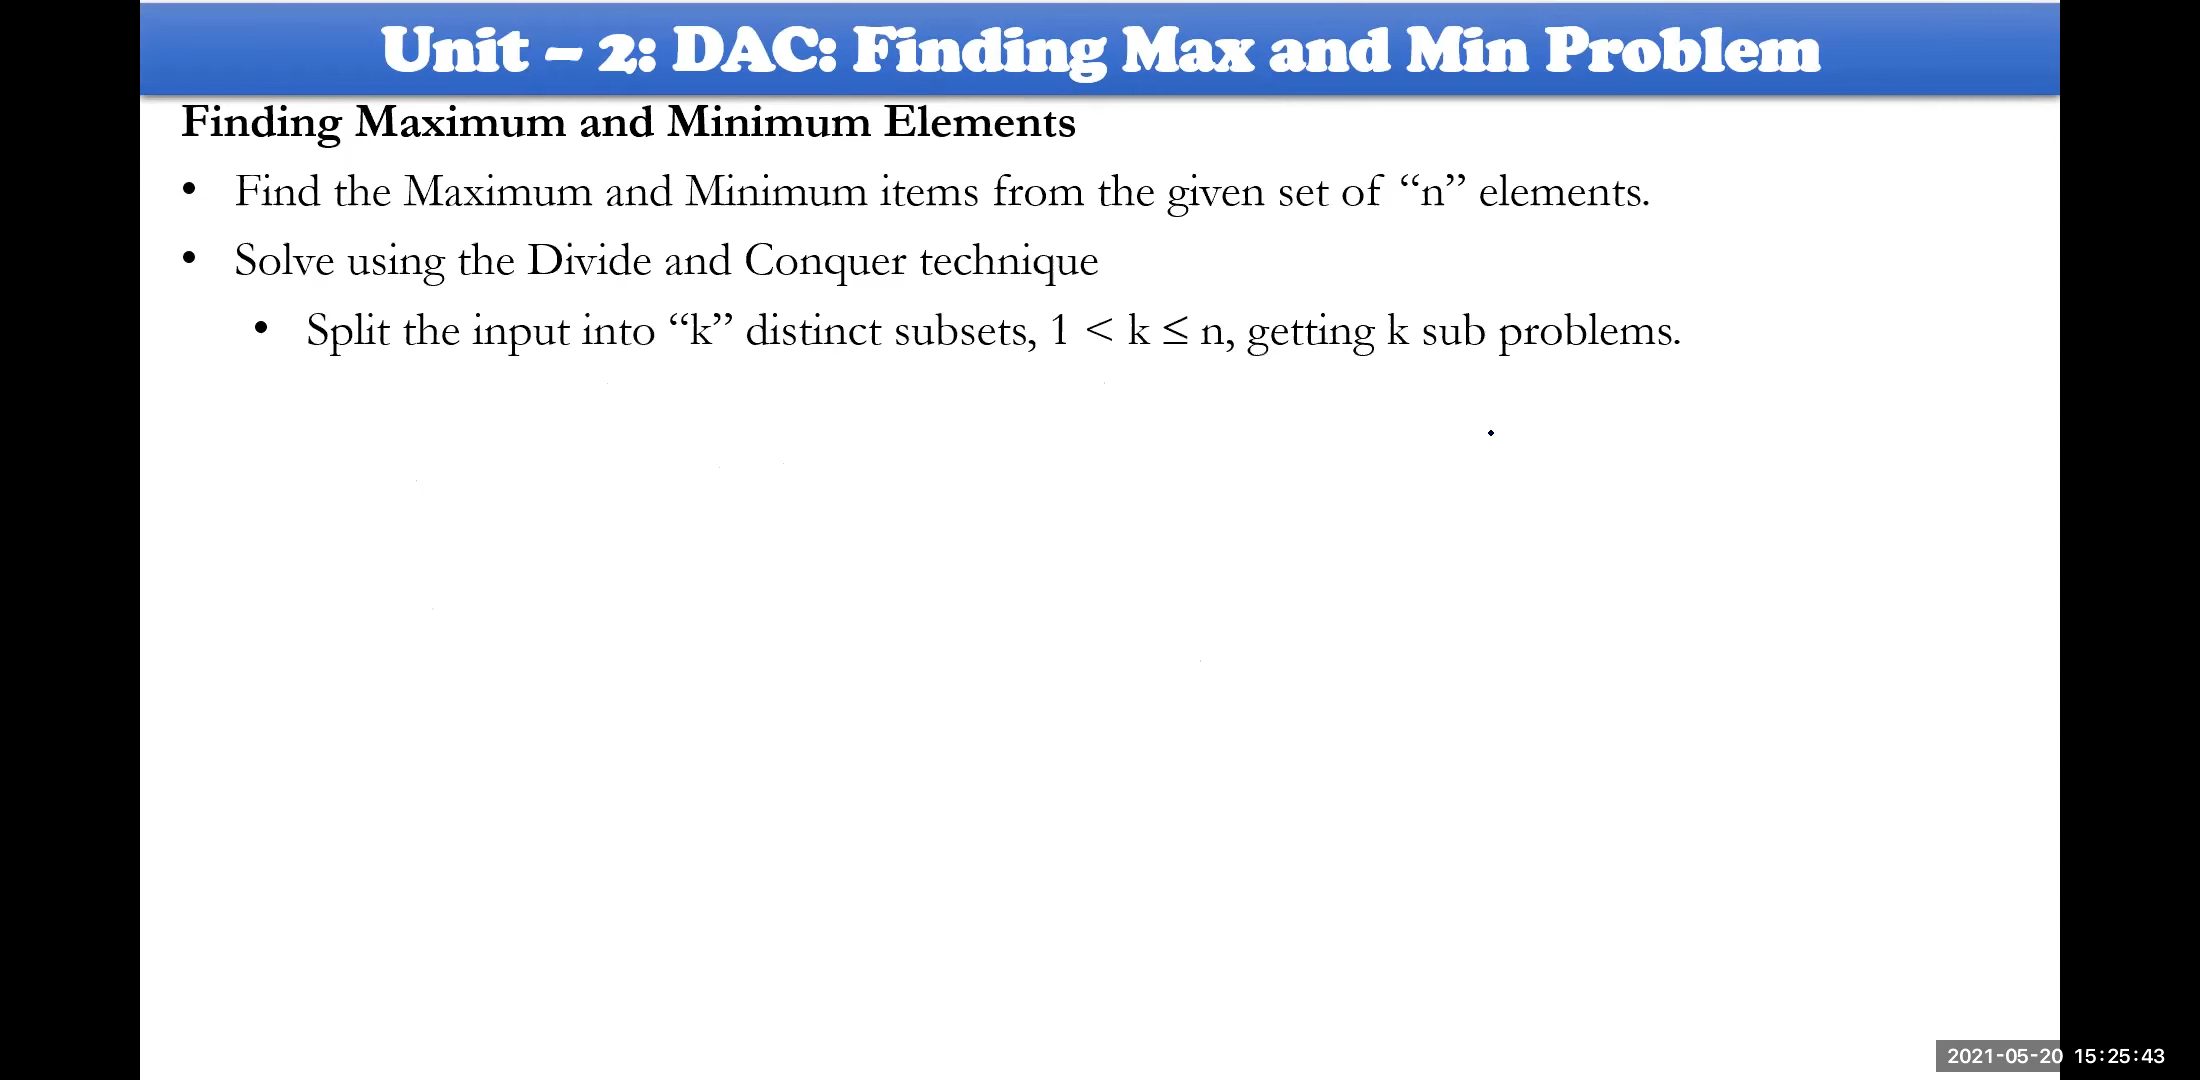 Unit – 2: DAC: Finding Max and Min Problem
Finding Maximum and Minimum Elements
• Find the Maximum and Minimum items from the given set of “n” elements.
• Solve using the Divide and Conquer technique
• Split the input into “k” distinct subsets, 1 < k ≤ n, getting k sub problems.
2021-05-20 15:25:43